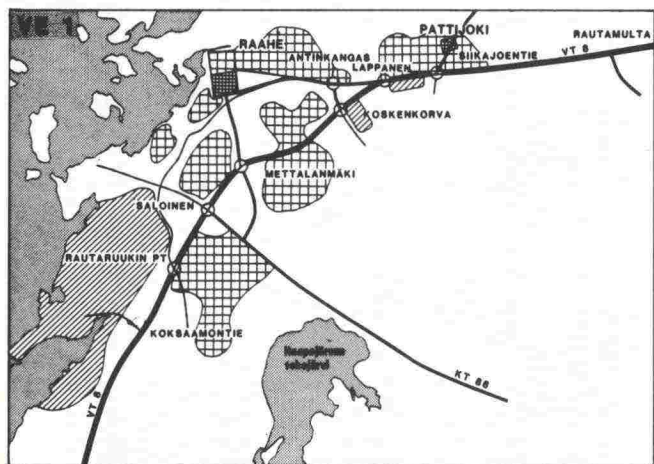 VE 1
PATTIJOKI
RAUTAMULTA
RAAHE
ANTINKANGAS
SIIKAJOENTIE
VT 8
LAPPANEN
KOSKENKORVA
METTALANMÄKI
SALOINEN
RAUTARUUKIN PT
KOKSAAMONTIE
KT 88
VT 8